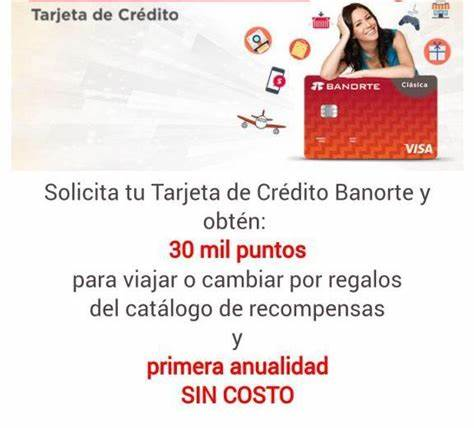 Tarjeta de Crédito
BANORTE
Clásica
VISA
Solicita tu Tarjeta de Crédito Banorte y
obtén:
30 mil puntos
para viajar o cambiar por regalos
del catálogo de recompensas
y
primera anualidad
SIN COSTO